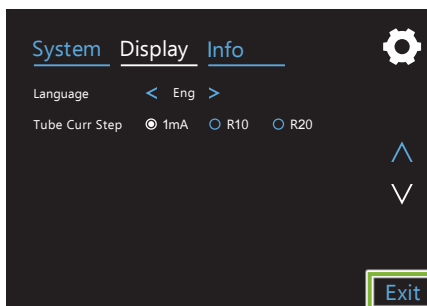 System Display Info
Language < Eng >
Tube Curr Step 1mA R10 R20
Exit